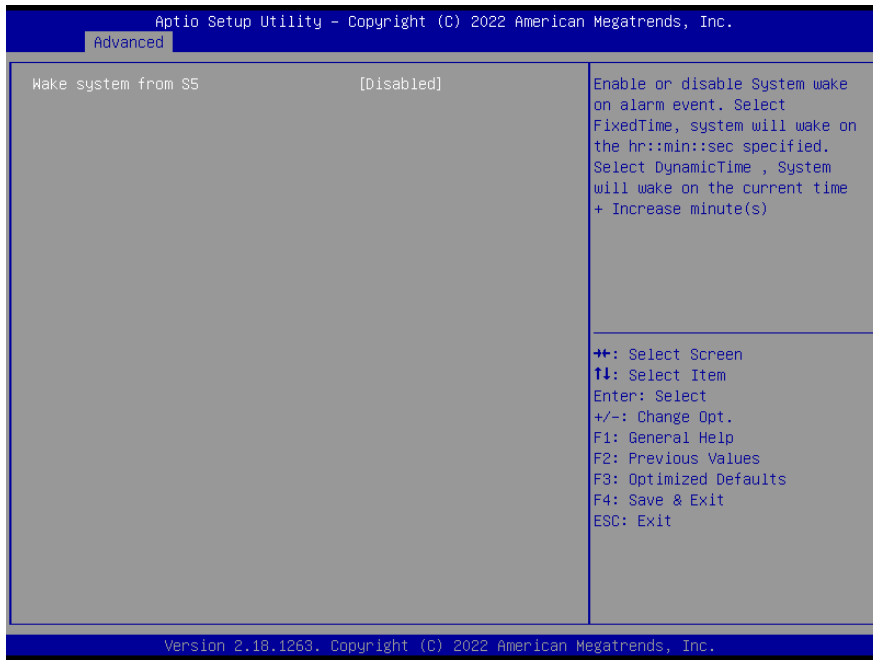 Aptio Setup Utility – Copyright (C) 2022 American Megatrends, Inc.
Advanced
Wake system from S5 [Disabled]
Enable or disable System wake
on alarm event. Select
FixedTime, system will wake on
the hr::min::sec specified.
Select DynamicTime , System
will wake on the current time
+ Increase minute(s)
→←: Select Screen
↑↓: Select Item
Enter: Select
+/-: Change Opt.
F1: General Help
F2: Previous Values
F3: Optimized Defaults
F4: Save & Exit
ESC: Exit
Version 2.18.1263. Copyright (C) 2022 American Megatrends, Inc.